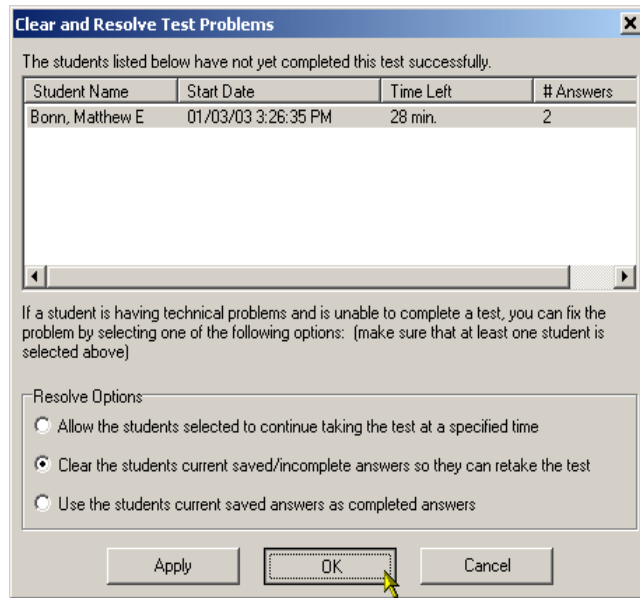 Clear and Resolve Test Problems
The students listed below have not yet completed this test successfully.
Student Name Start Date Time Left # Answers
Bonn, Matthew E 01/03/03 3:26:35 PM 28 min. 2
If a student is having technical problems and is unable to complete a test, you can fix the
problem by selecting one of the following options: (make sure that at least one student is
selected above)
Resolve Options
Allow the students selected to continue taking the test at a specified time
Clear the students current saved/incomplete answers so they can retake the test
Use the students current saved answers as completed answers
Apply OK Cancel